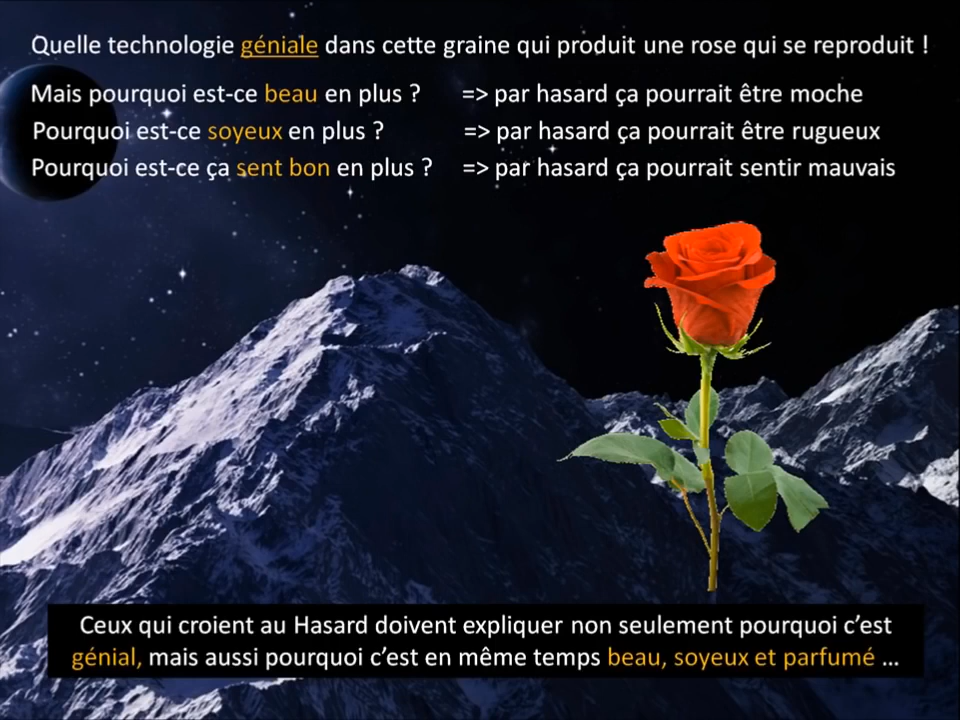 Quelle technologie géniale dans cette graine qui produit une rose qui se reproduit !
Mais pourquoi est-ce beau en plus ? => par hasard ça pourrait être moche
Pourquoi est-ce soyeux en plus ? => par hasard ça pourrait être rugueux
Pourquoi est-ce ça sent bon en plus ? => par hasard ça pourrait sentir mauvais
Ceux qui croient au Hasard doivent expliquer non seulement pourquoi c’est
génial, mais aussi pourquoi c’est en même temps beau, soyeux et parfumé ...